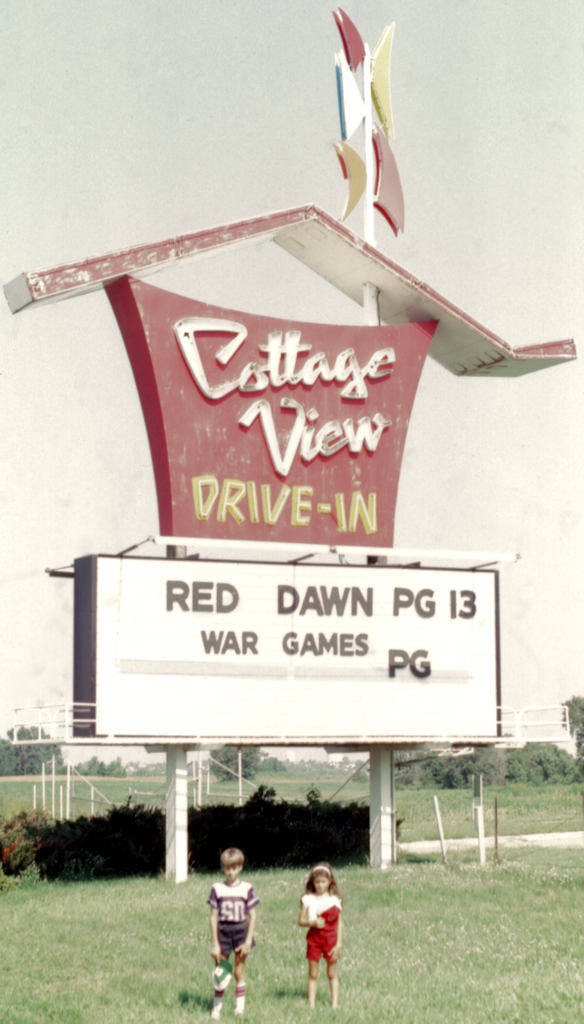 Cottage
View
DRIVE-IN
RED DAWN PG 13
WAR GAMES PG